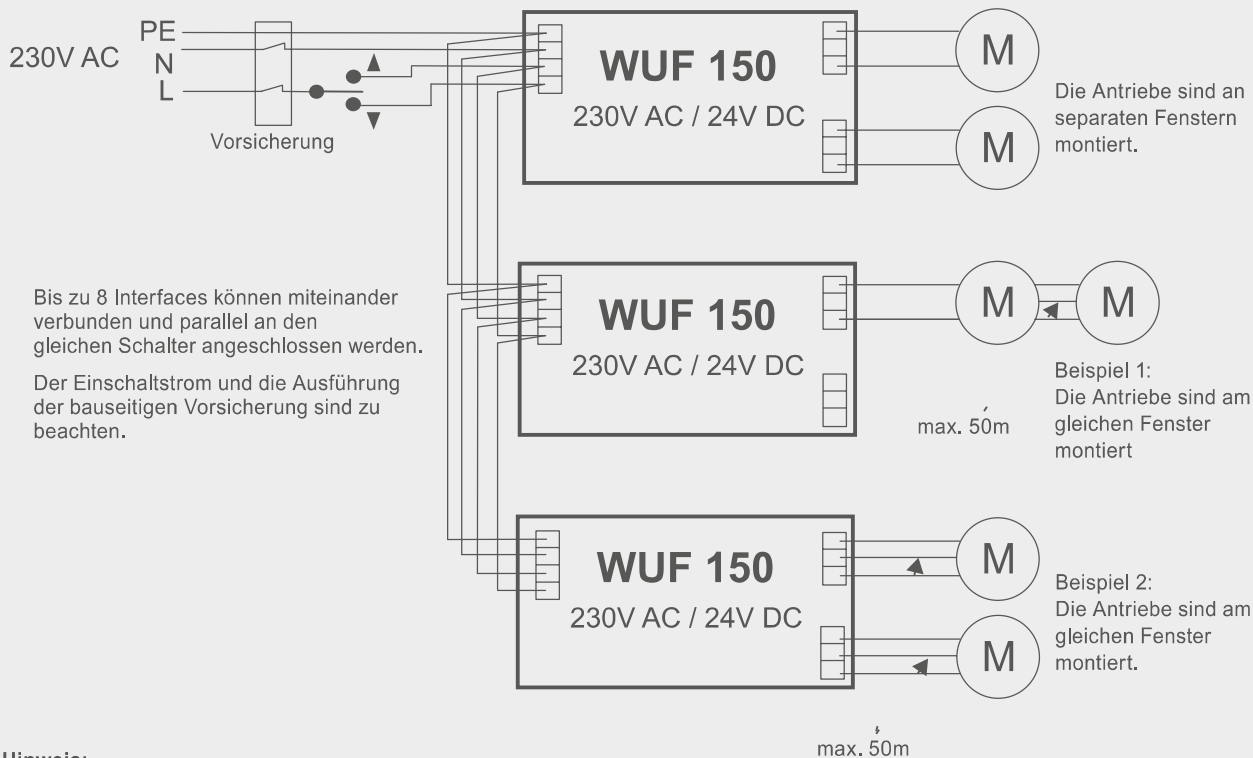 230V AC
PE
N
L
Vorsicherung
WUF 150
230V AC / 24V DC
M
M
Die Antriebe sind an
separaten Fenstern
montiert.
Bis zu 8 Interfaces können miteinander
verbunden und parallel an den
gleichen Schalter angeschlossen werden.
Der Einschaltstrom und die Ausführung
der bauseitigen Vorsicherung sind zu
beachten.
WUF 150
230V AC / 24V DC
M
M
max. 50m
Beispiel 1:
Die Antriebe sind am
gleichen Fenster
montiert
WUF 150
230V AC / 24V DC
M
M
Beispiel 2:
Die Antriebe sind am
gleichen Fenster
montiert.
max. 50m
Hinweis: